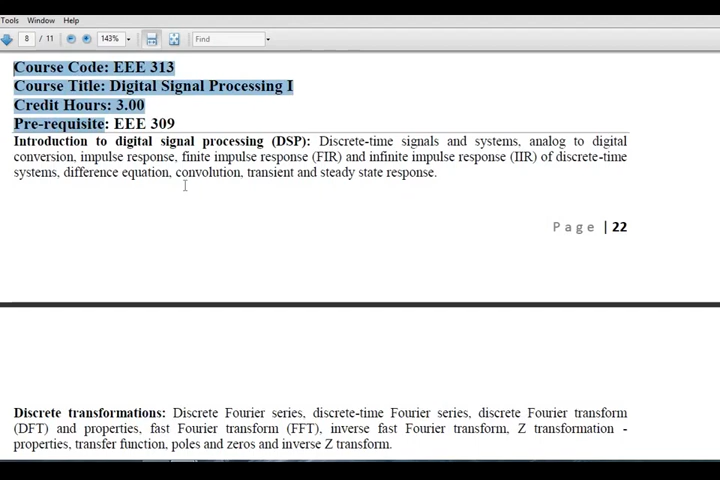 Tools Window Help
8 / 11 143% Find
Course Code: EEE 313
Course Title: Digital Signal Processing I
Credit Hours: 3.00
Pre-requisite: EEE 309
Introduction to digital signal processing (DSP): Discrete-time signals and systems, analog to digital
conversion, impulse response, finite impulse response (FIR) and infinite impulse response (IIR) of discrete-time
systems, difference equation, convolution, transient and steady state response.
Page | 22
Discrete transformations: Discrete Fourier series, discrete-time Fourier series, discrete Fourier transform
(DFT) and properties, fast Fourier transform (FFT), inverse fast Fourier transform, Z transformation -
properties, transfer function, poles and zeros and inverse Z transform.